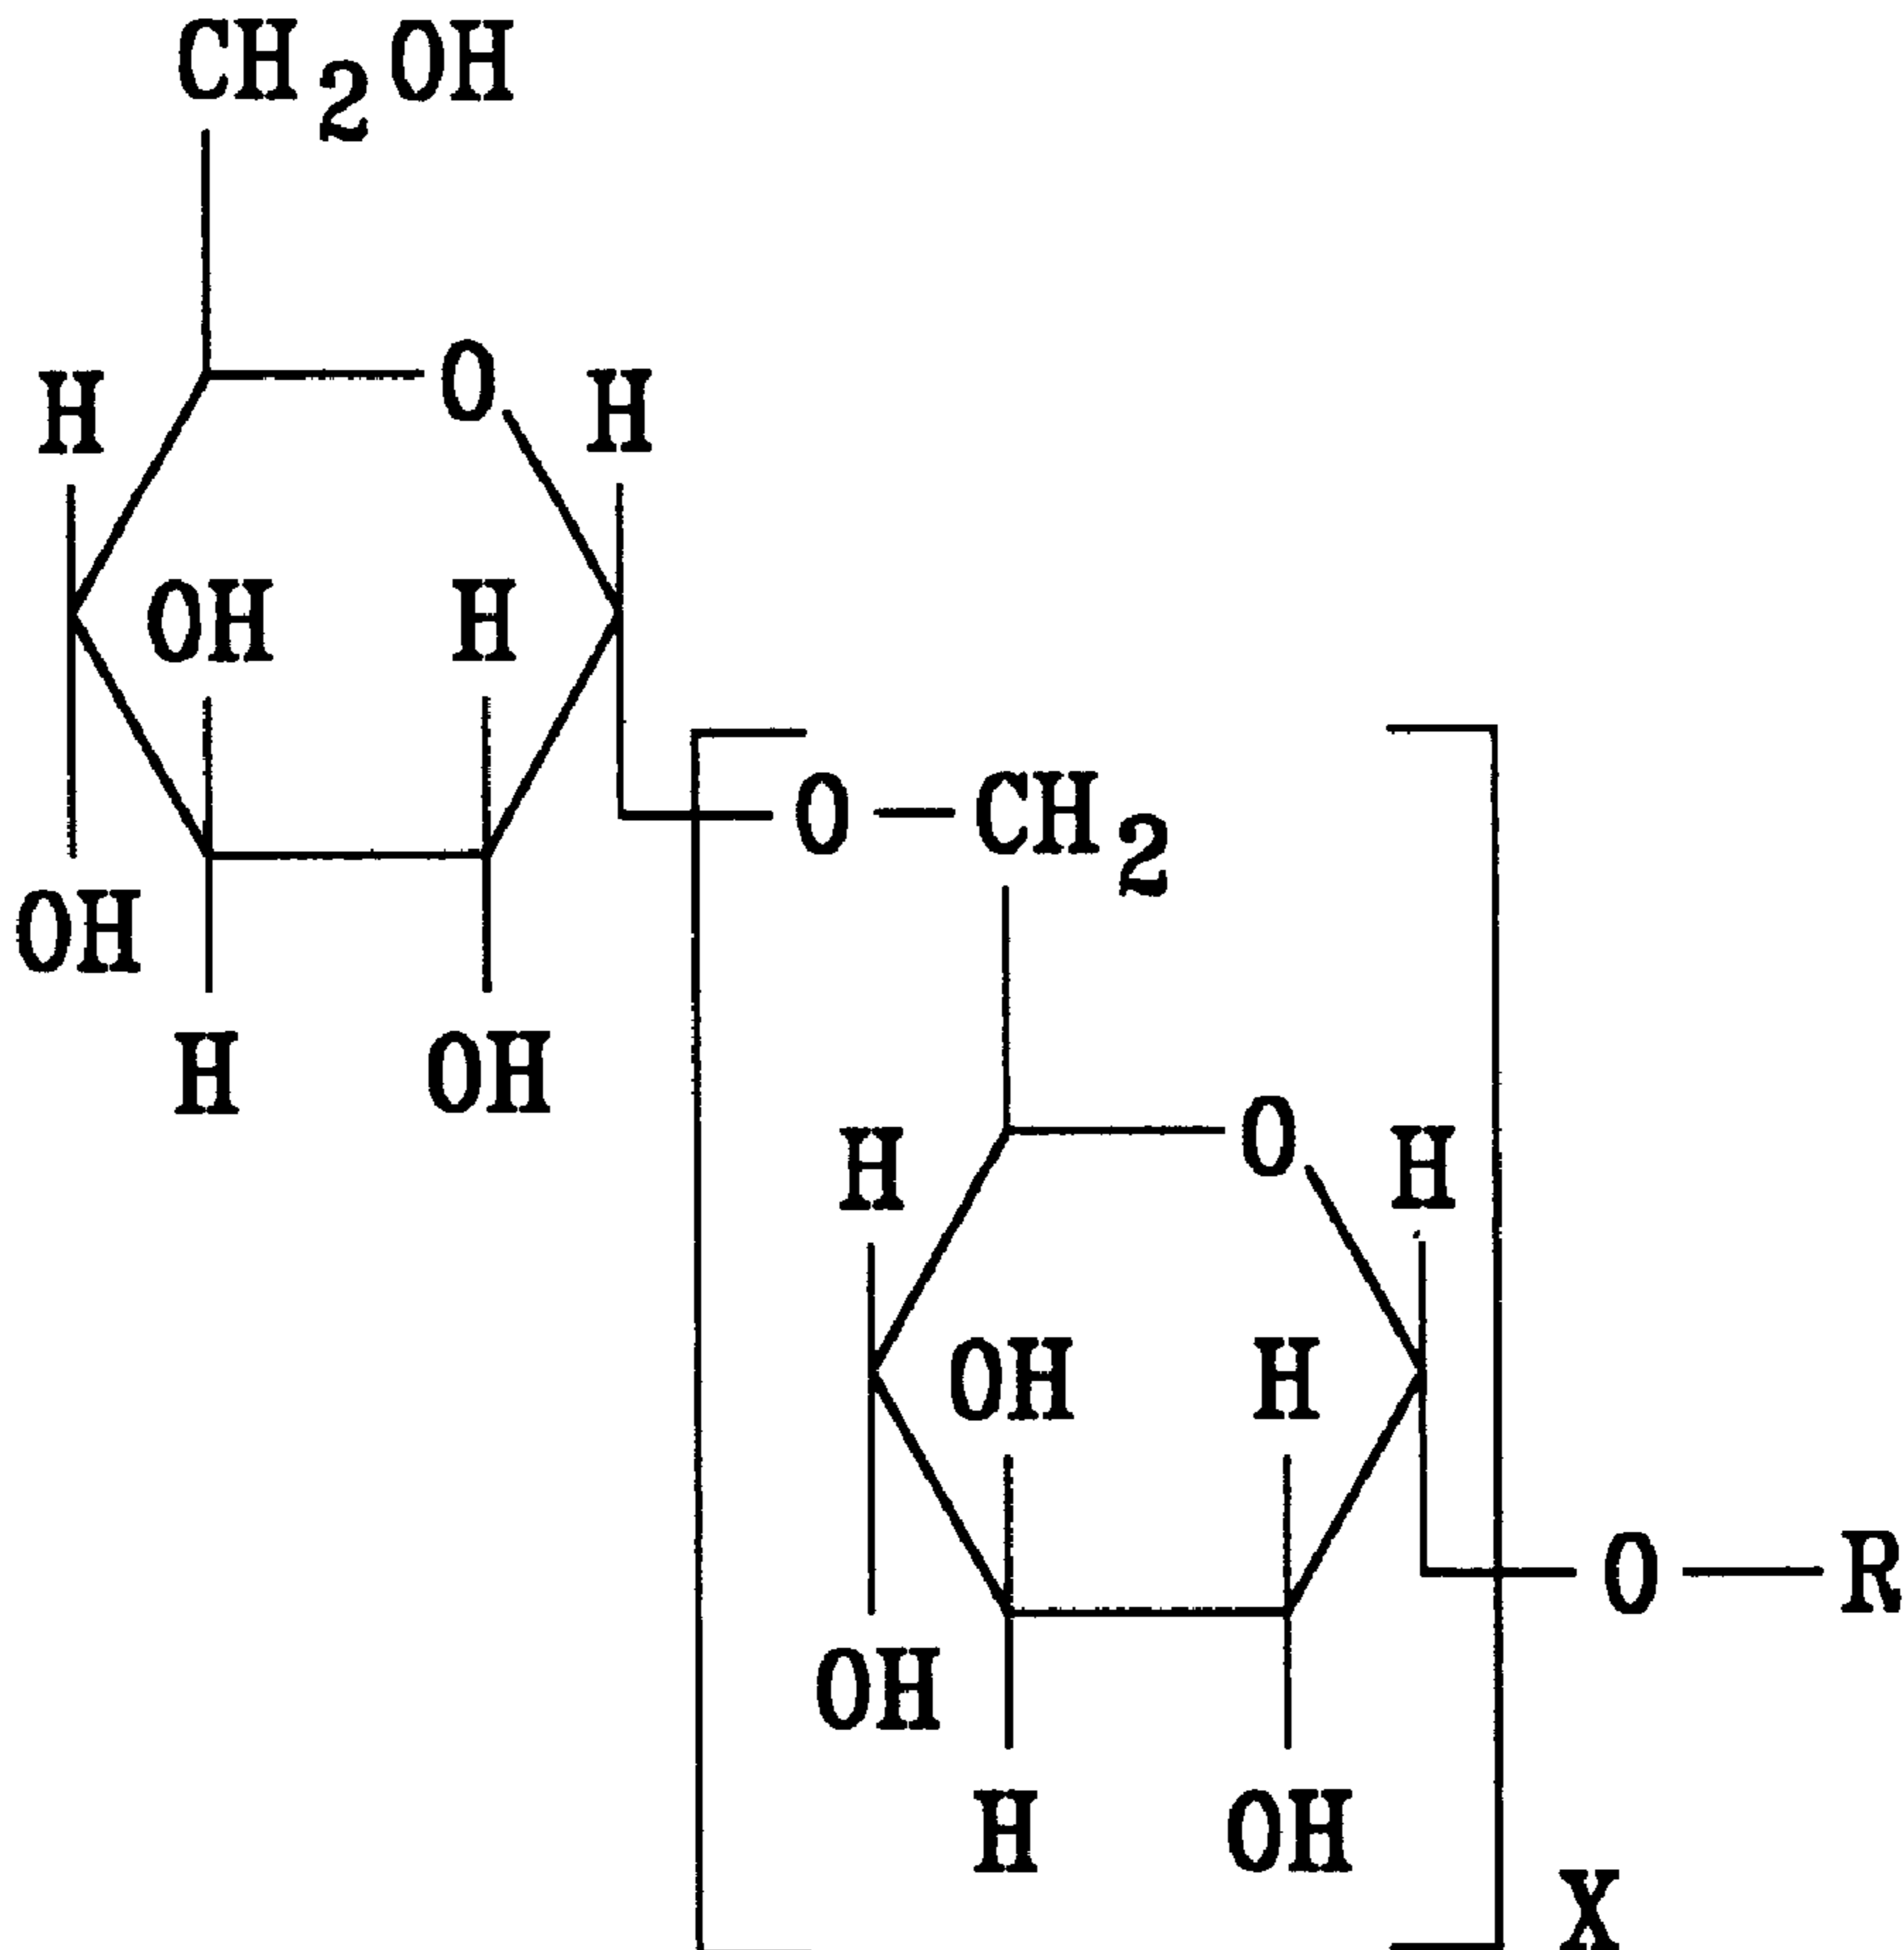 CH2OH
H O H
OH H
O CH2
OH
H OH
H O H
OH H
O R
OH
H OH
X